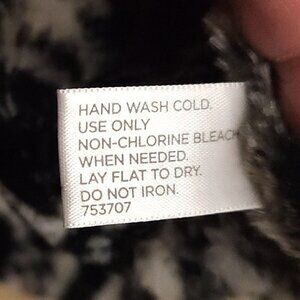 HAND WASH COLD.
USE ONLY
NON-CHLORINE BLEACH
WHEN NEEDED.
LAY FLAT TO DRY.
DO NOT IRON.
753707